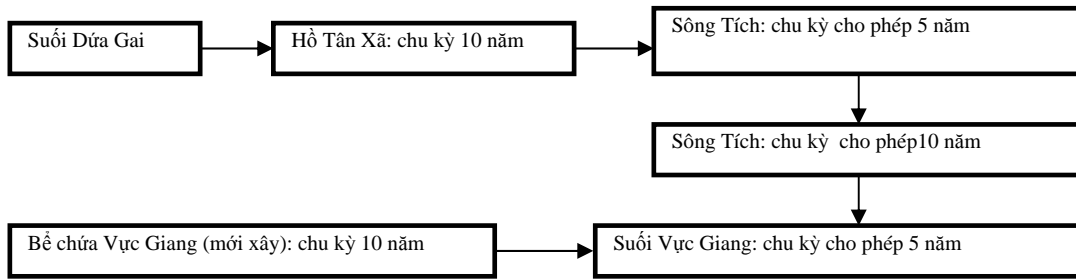 Suối Dứa Gai
Hồ Tân Xã: chu kỳ 10 năm
Sông Tích: chu kỳ cho phép 5 năm
Sông Tích: chu kỳ  cho phép10 năm
Bể chứa Vực Giang (mới xây): chu kỳ 10 năm
Suối Vực Giang: chu kỳ cho phép 5 năm